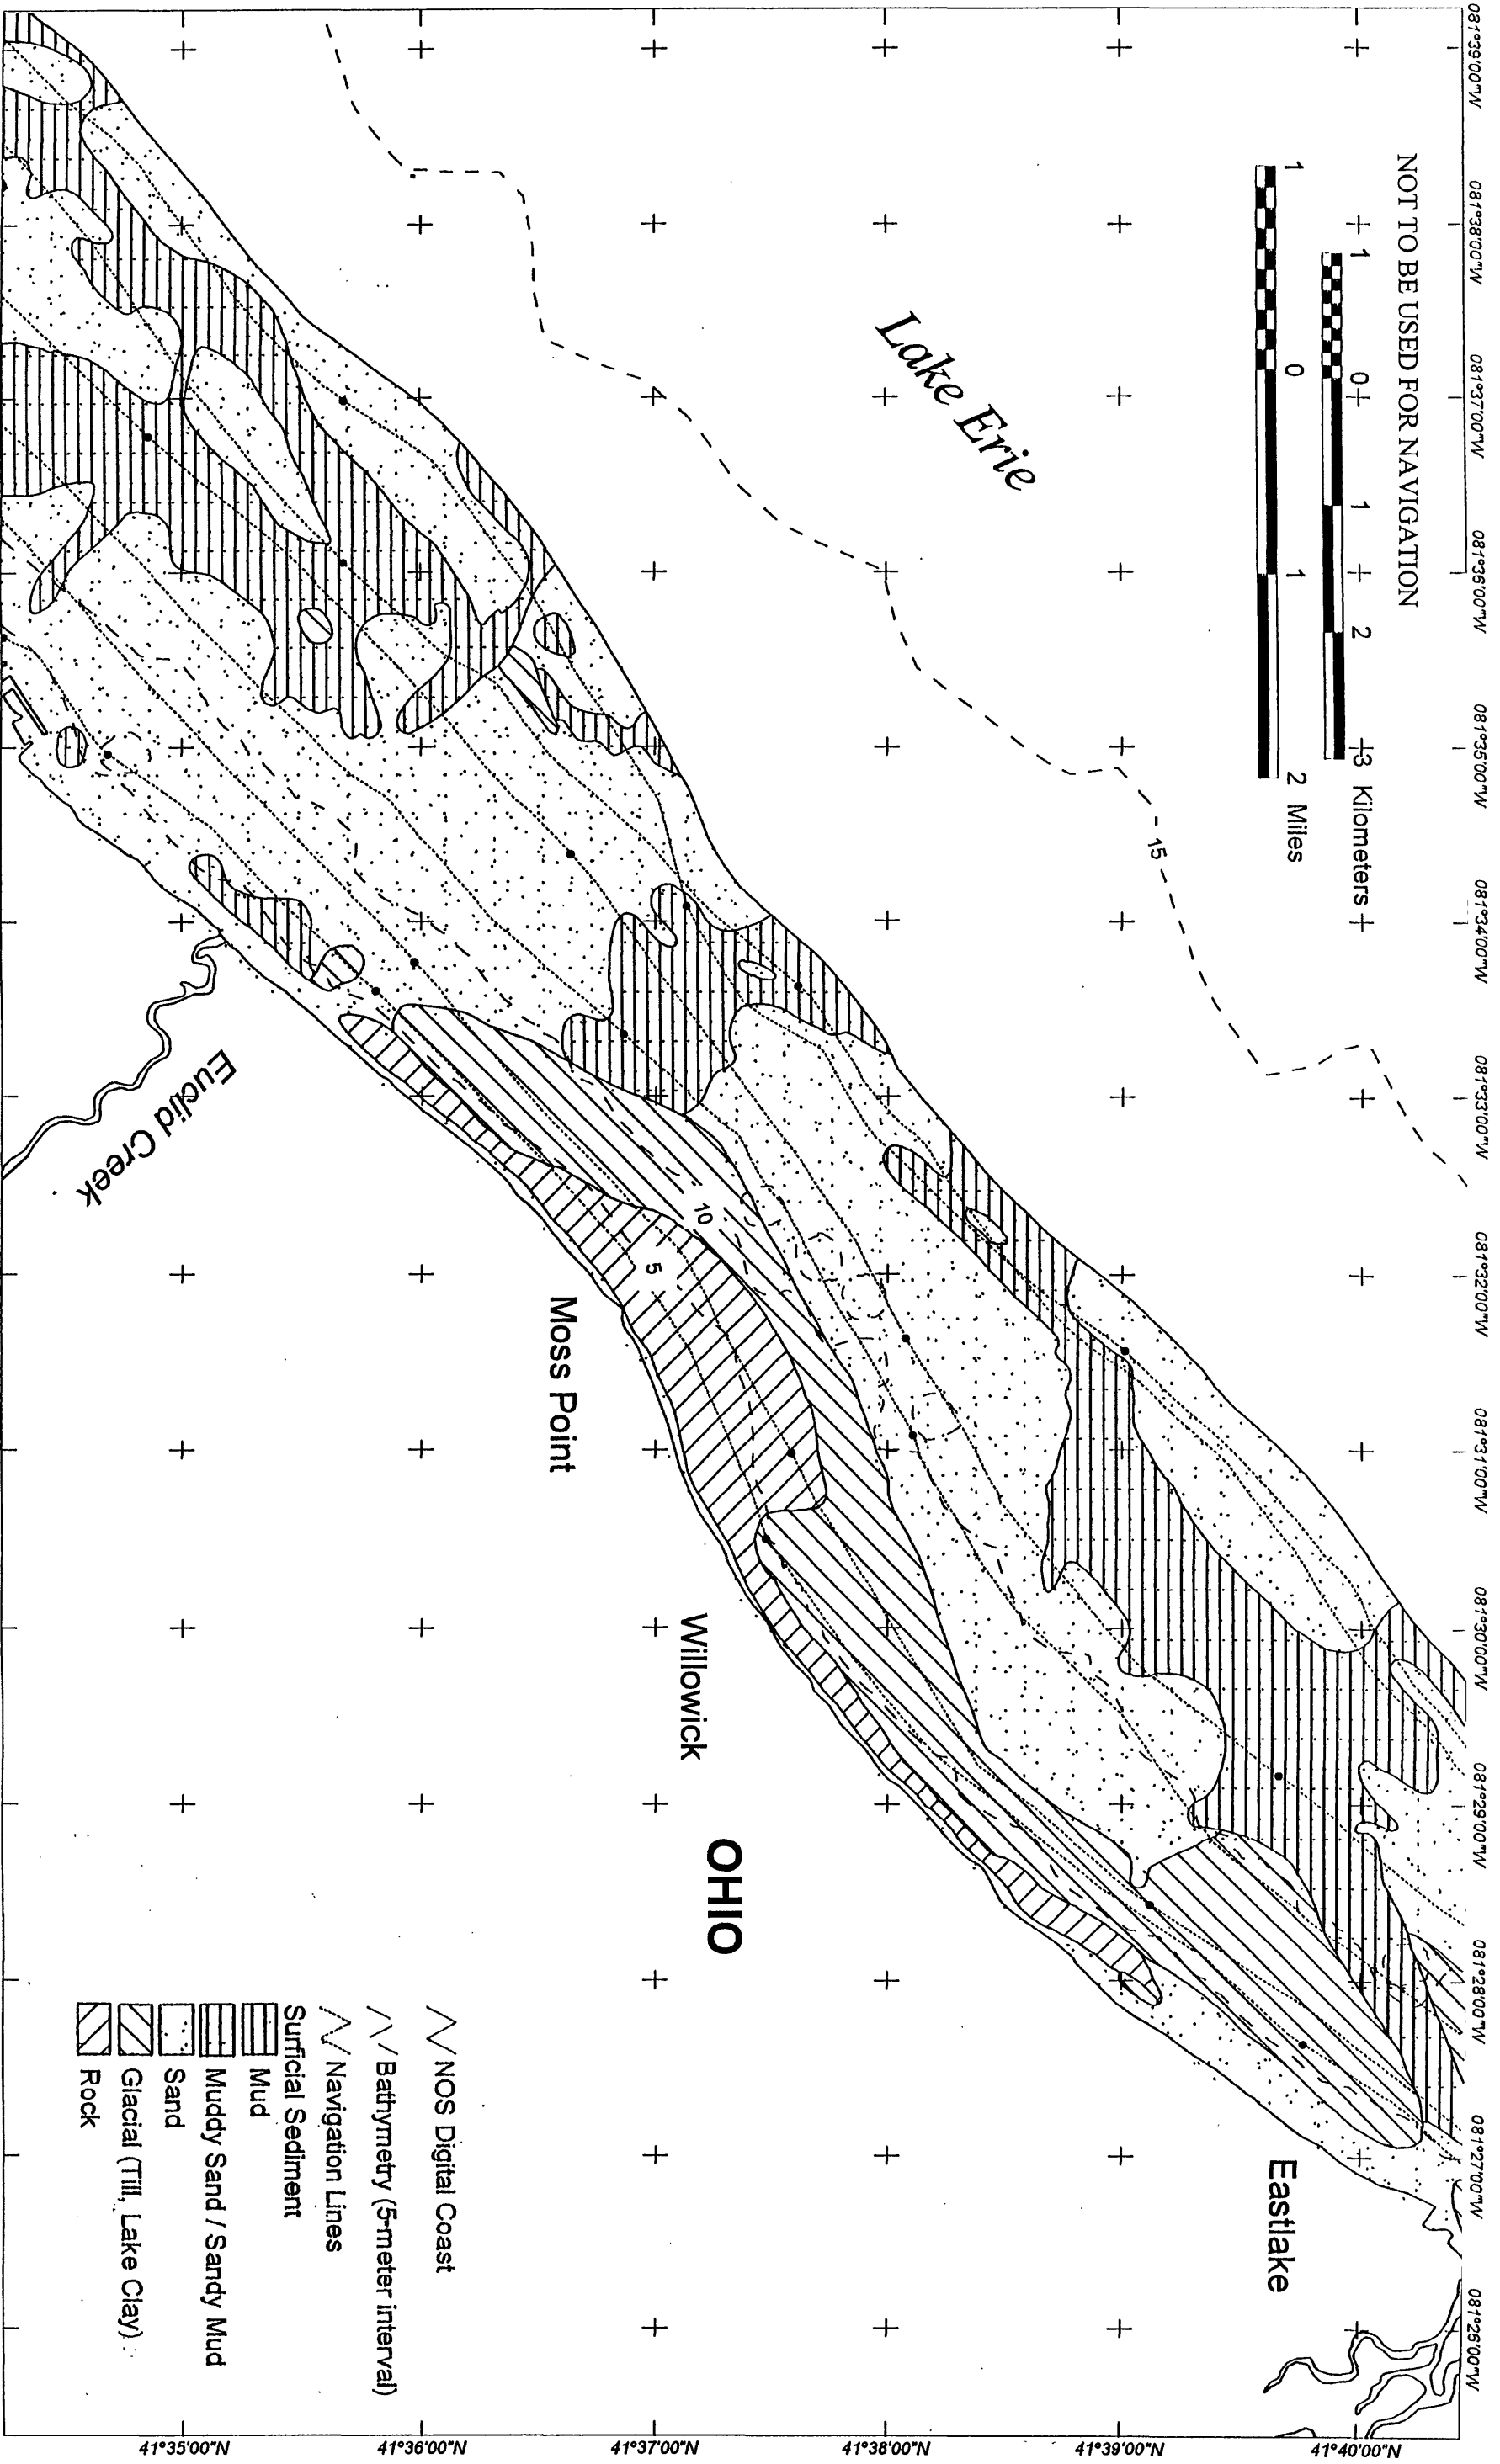 081°39'00"W
081°38'00"W
081°37'00"W
081°36'00"W
081°35'00"W
081°34'00"W
081°33'00"W
081°32'00"W
081°31'00"W
081°30'00"W
081°29'00"W
081°28'00"W
081°27'00"W
081°26'00"W
NOT TO BE USED FOR NAVIGATION
1 0 1 2 3 Kilometers
1 0 1 2 Miles
Lake Erie
15
10
5
Eastlake
OHIO
Willowick
Moss Point
Euclid Creek
41°40'00"N
41°39'00"N
41°38'00"N
41°37'00"N
41°36'00"N
41°35'00"N
NOS Digital Coast
Bathymetry (5-meter interval)
Navigation Lines
Surficial Sediment
Mud
Muddy Sand / Sandy Mud
Sand
Glacial (Till, Lake Clay)
Rock